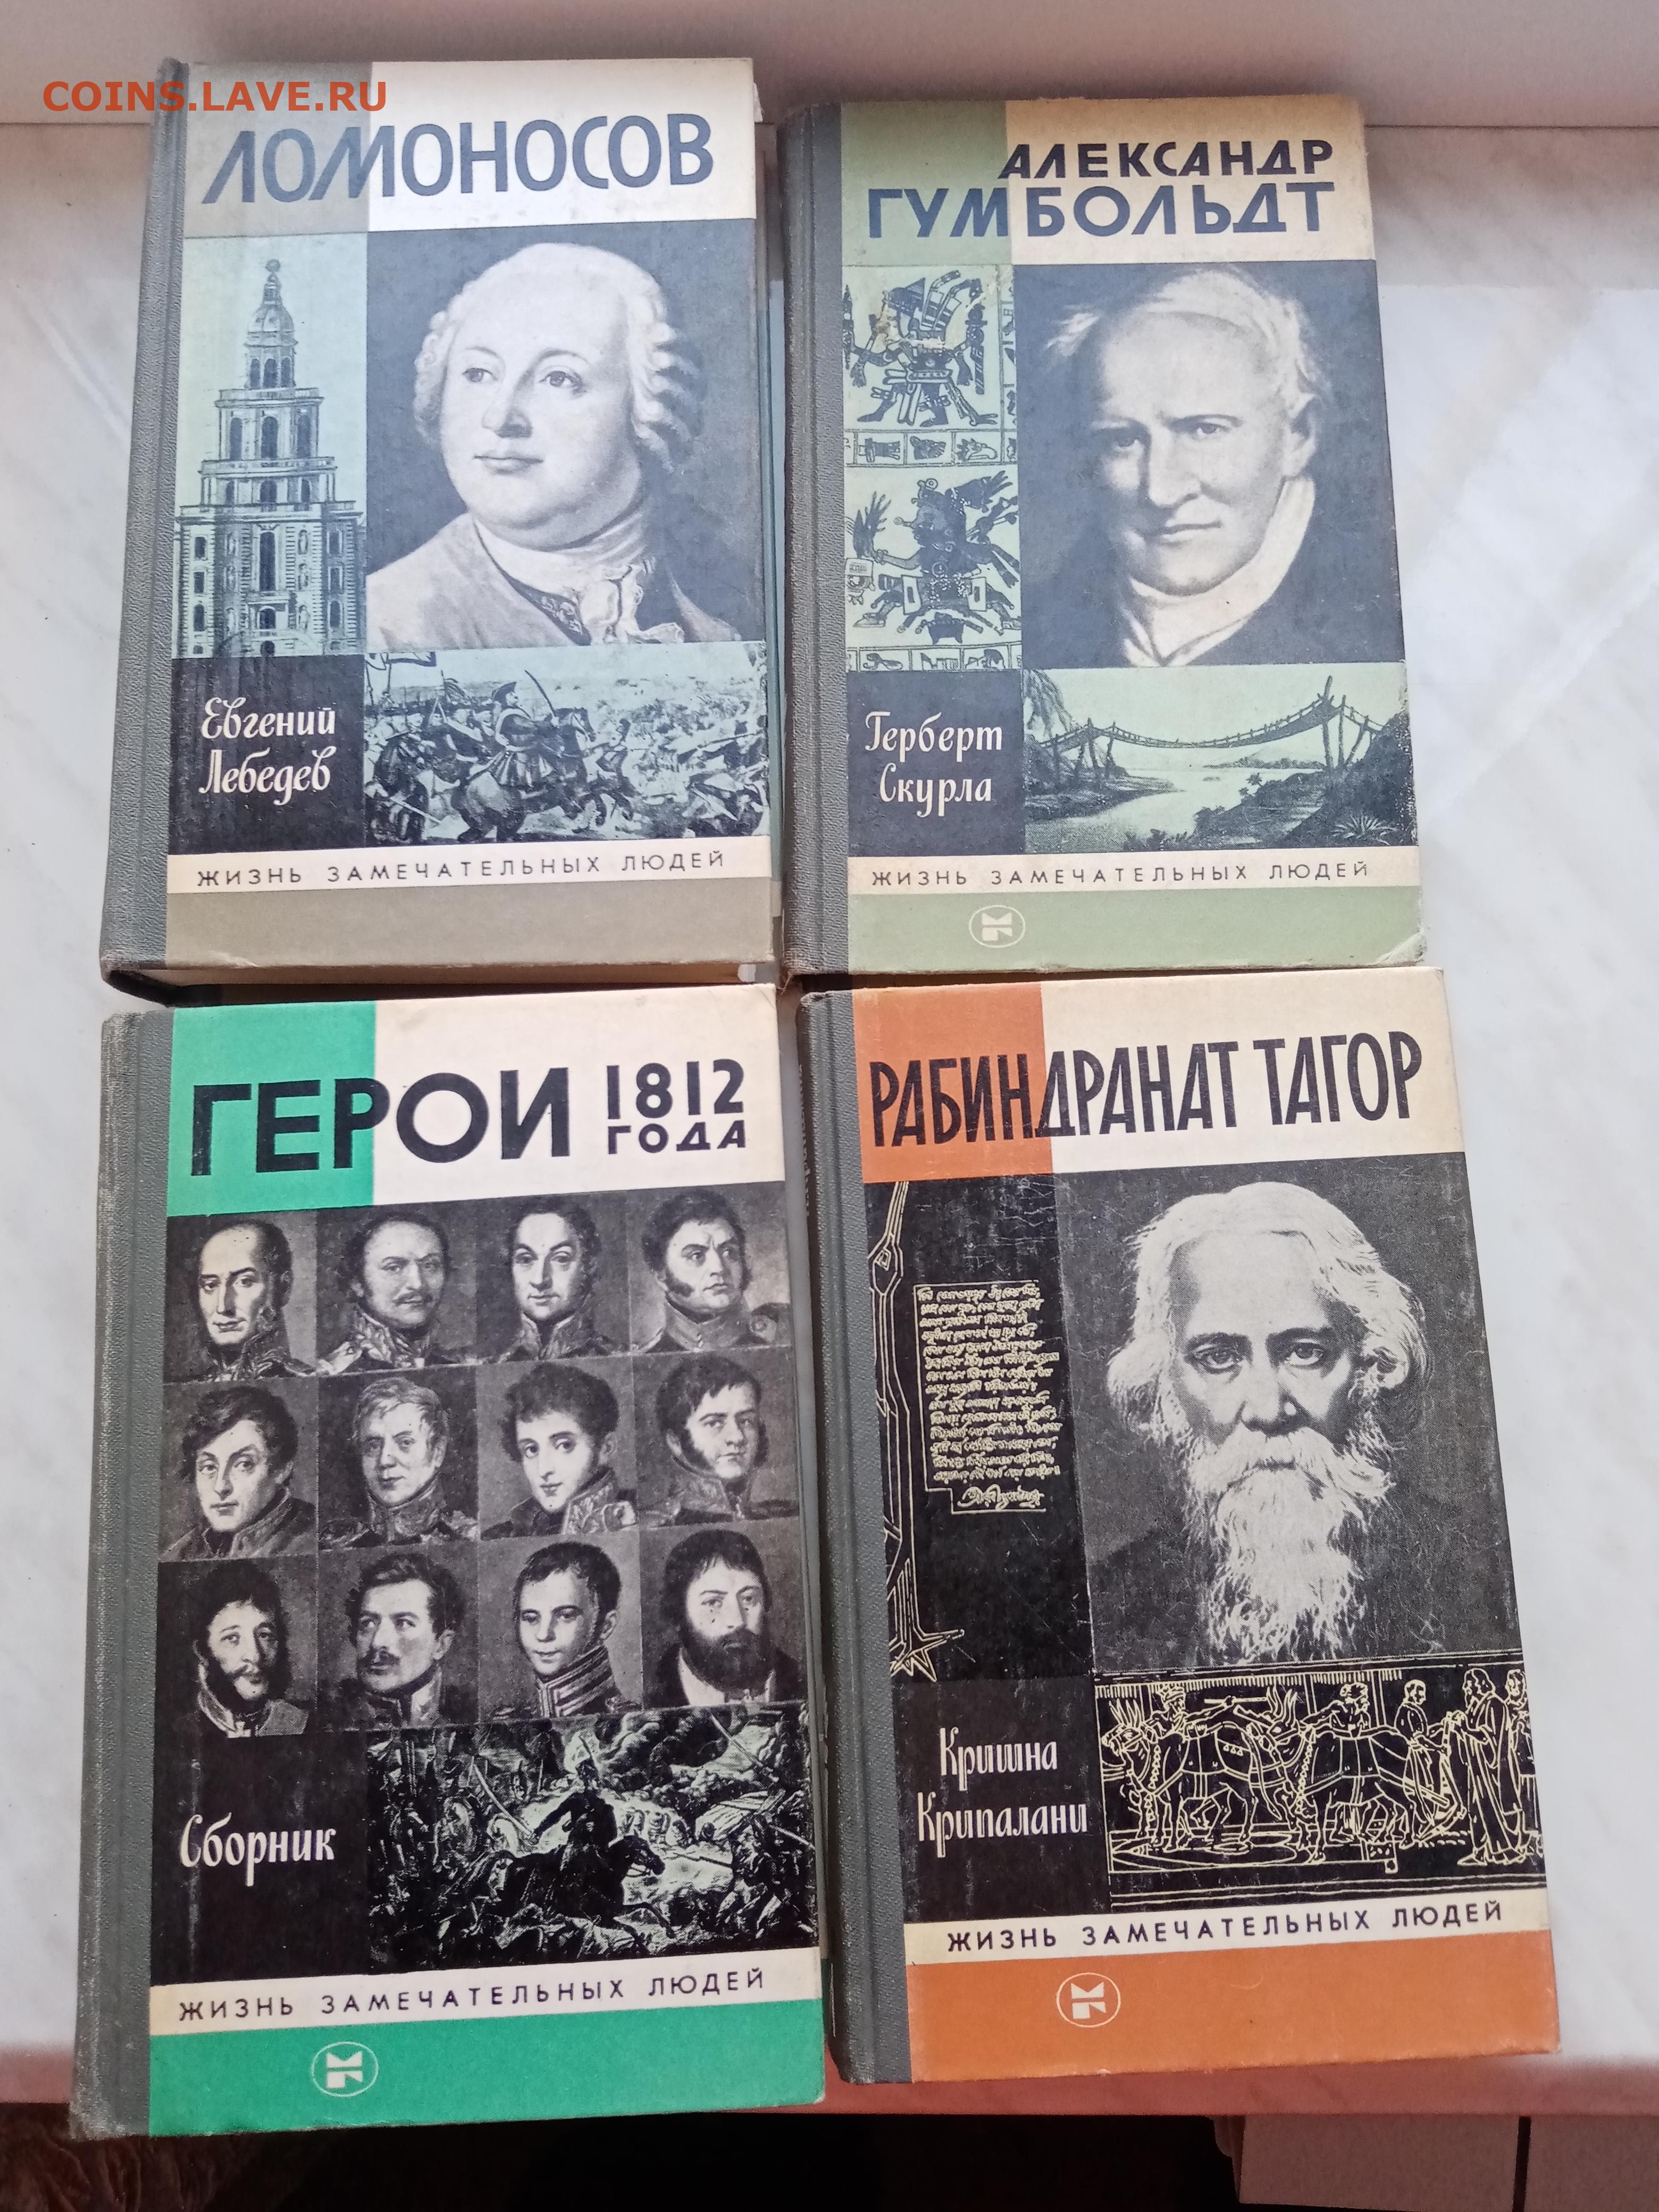 COINS.LAVE.RU
ЛОМОНОСОВ
Евгений
Лебедев
ЖИЗНЬ ЗАМЕЧАТЕЛЬНЫХ ЛЮДЕЙ
АЛЕКСАНДР
ГУМБОЛЬДТ
Герберт
Скурла
ЖИЗНЬ ЗАМЕЧАТЕЛЬНЫХ ЛЮДЕЙ
ГЕРОИ 1812
ГОДА
Сборник
ЖИЗНЬ ЗАМЕЧАТЕЛЬНЫХ ЛЮДЕЙ
РАБИНДРАНАТ ТАГОР
Кришна
Крипалани
ЖИЗНЬ ЗАМЕЧАТЕЛЬНЫХ ЛЮДЕЙ